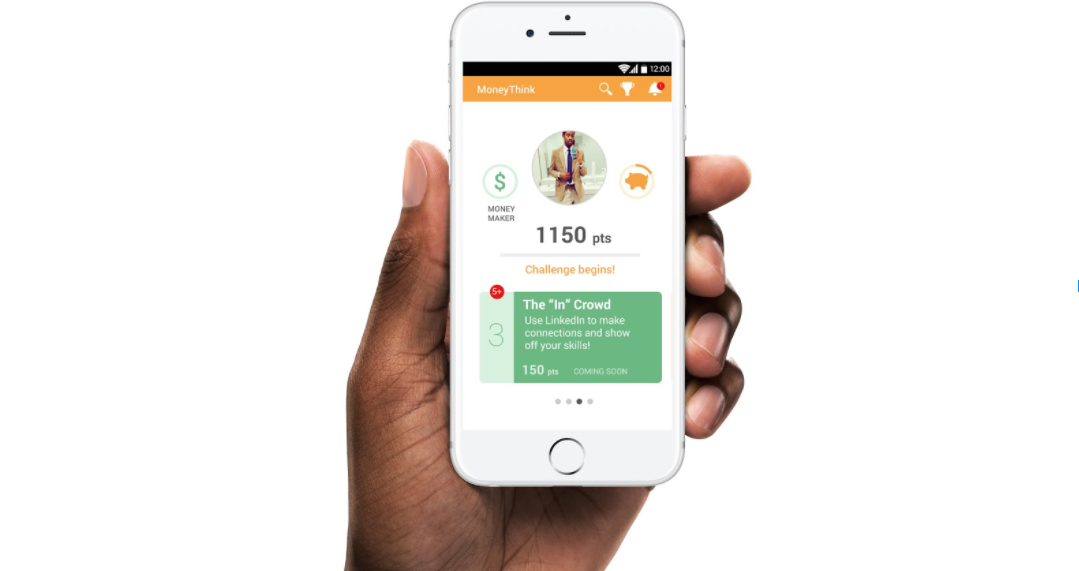 12:00
MoneyThink
1
$
MONEY
MAKER
1150 pts
Challenge begins!
5+
The “In” Crowd
3
Use LinkedIn to make
connections and show
off your skills!
150 pts COMING SOON